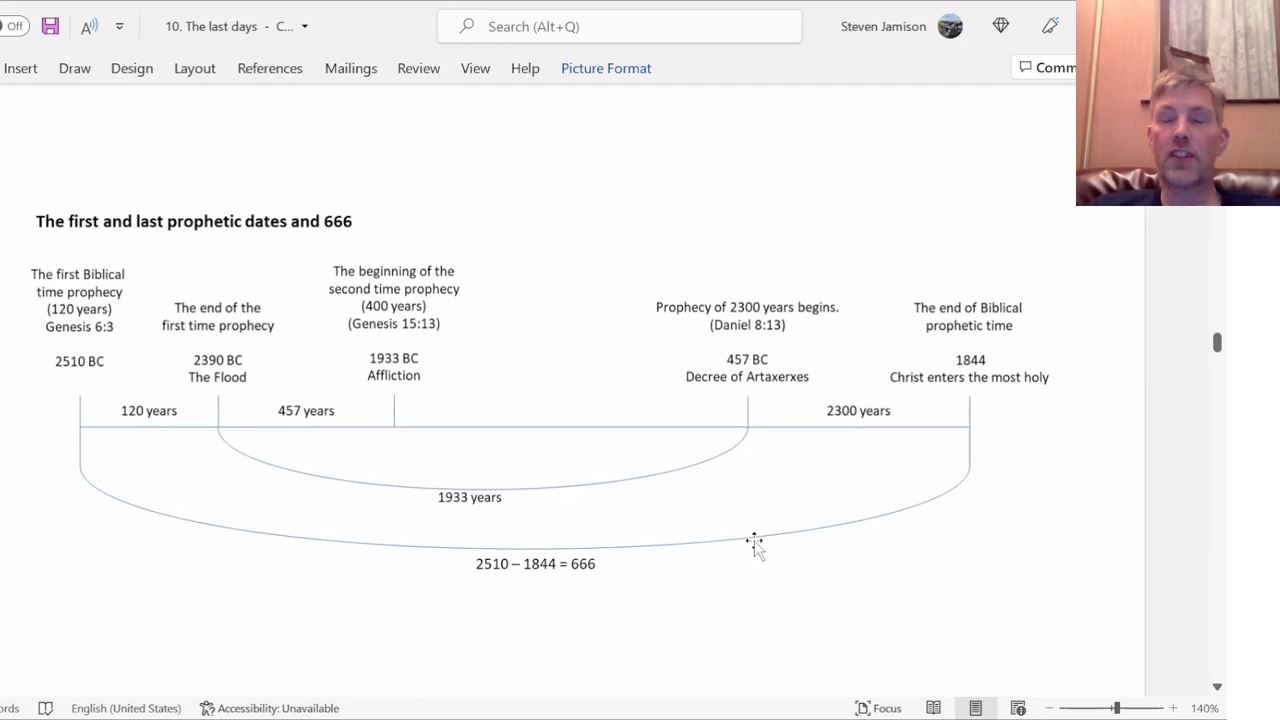 Off
10. The last days - C...
Search (Alt+Q)
Steven Jamison
Insert
Draw
Design
Layout
References
Mailings
Review
View
Help
Picture Format
Comm
The first and last prophetic dates and 666
The first Biblical
time prophecy
(120 years)
Genesis 6:3
2510 BC
The end of the
first time prophecy
2390 BC
The Flood
The beginning of the
second time prophecy
(400 years)
(Genesis 15:13)
1933 BC
Affliction
Prophecy of 2300 years begins.
(Daniel 8:13)
457 BC
Decree of Artaxerxes
The end of Biblical
prophetic time
1844
Christ enters the most holy
120 years
457 years
2300 years
1933 years
2510 – 1844 = 666
ords
English (United States)
Accessibility: Unavailable
Focus
140%